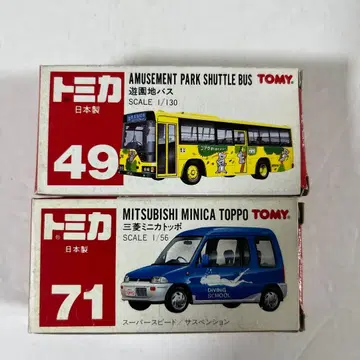 トミカ
日本製
49
AMUSEMENT PARK SHUTTLE BUS TOMY®
遊園地バス
SCALE 1/130
トミカ
日本製
71
MITSUBISHI MINICA TOPPO TOMY®
三菱ミニカトッポ
SCALE 1/56
DIVING
SCHOOL
スーパースピード/サスペンション